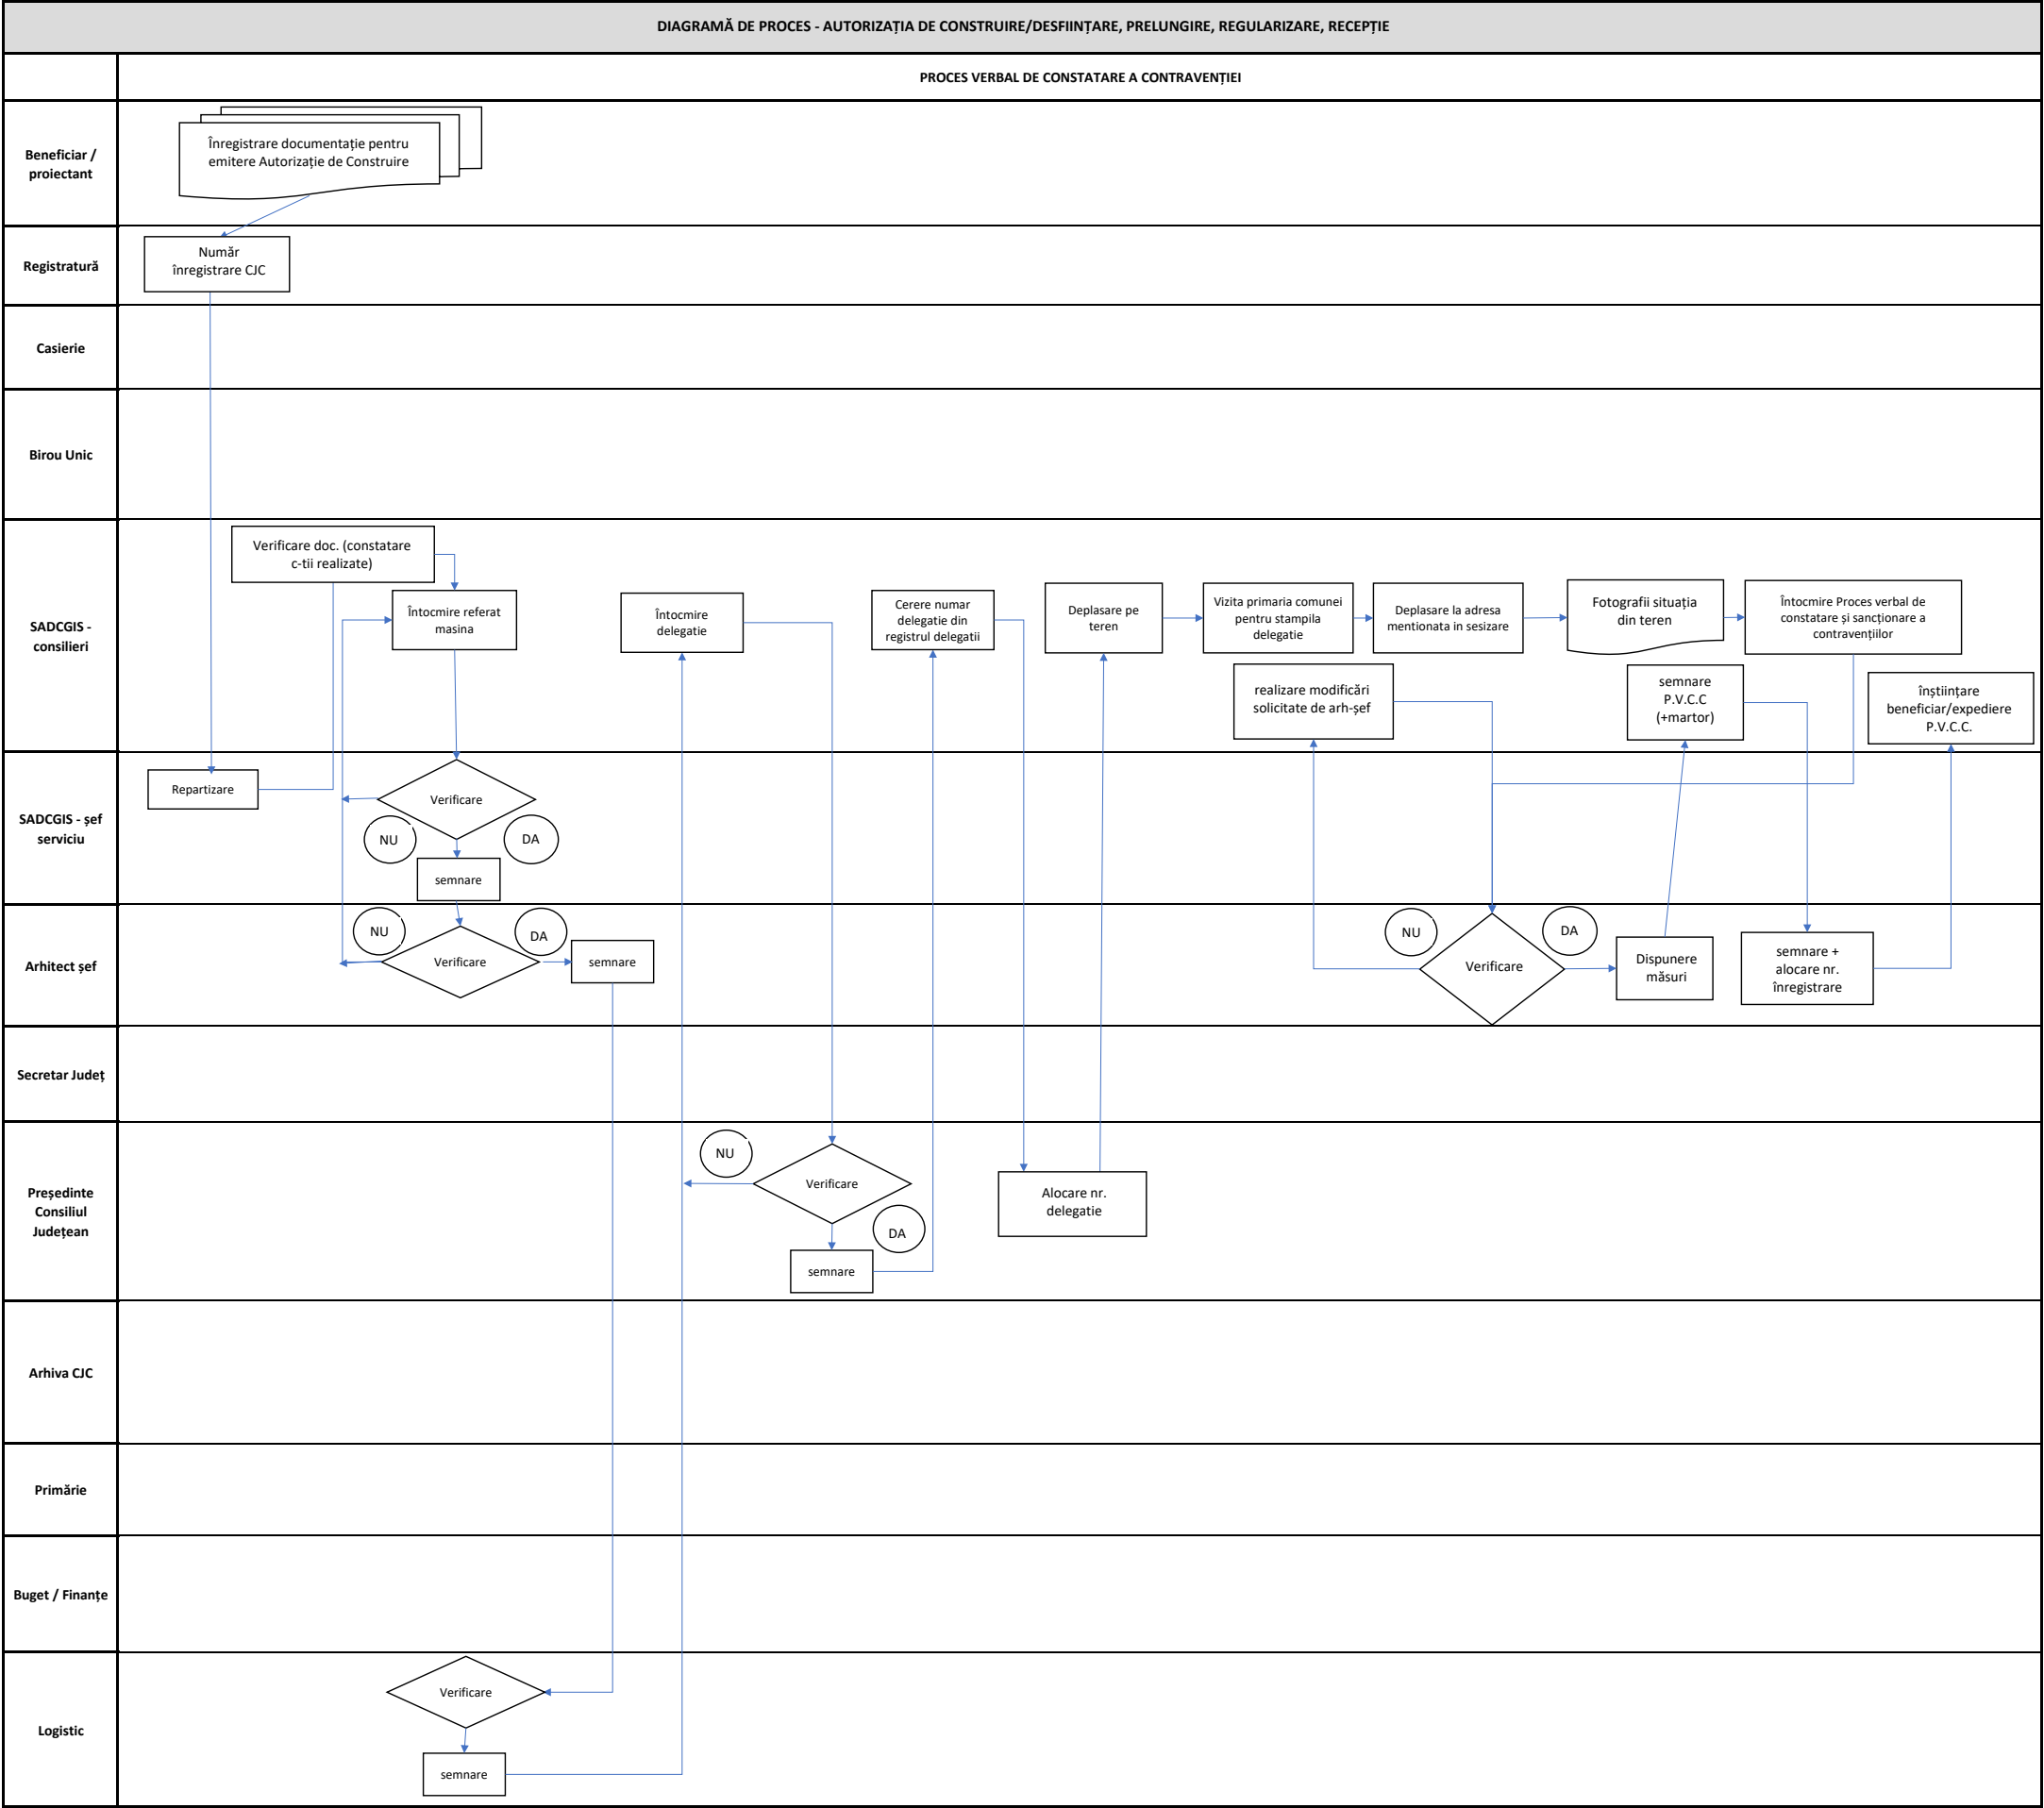 DIAGRAMĂ DE PROCES - AUTORIZAȚIA DE CONSTRUIRE/DESFIINȚARE, PRELUNGIRE, REGULARIZARE, RECEPȚIE
PROCES VERBAL DE CONSTATARE A CONTRAVENȚIEI
Beneficiar /
proiectant
Înregistrare documentație pentru
emitere Autorizație de Construire
Registratură
Număr
înregistrare CJC
Casierie
Birou Unic
SADCGIS -
consilieri
Verificare doc. (constatare
c-tii realizate)
Întocmire referat
masina
Întocmire
delegatie
Cerere numar
delegatie din
registrul delegatii
Deplasare pe
teren
Vizita primaria comunei
pentru stampila
delegatie
Deplasare la adresa
mentionata in sesizare
Fotografii situația
din teren
Întocmire Proces verbal de
constatare și sancționare a
contravențiilor
realizare modificări
solicitate de arh-șef
semnare
P.V.C.C
(+martor)
înștiințare
beneficiar/expediere
P.V.C.C.
SADCGIS - șef
serviciu
Repartizare
Verificare
NU
DA
semnare
Arhitect șef
NU
DA
Verificare
semnare
NU
DA
Verificare
Dispunere
măsuri
semnare +
alocare nr.
înregistrare
Secretar Județ
Președinte
Consiliul
Județean
NU
Verificare
DA
semnare
Alocare nr.
delegatie
Arhiva CJC
Primărie
Buget / Finanțe
Logistic
Verificare
semnare